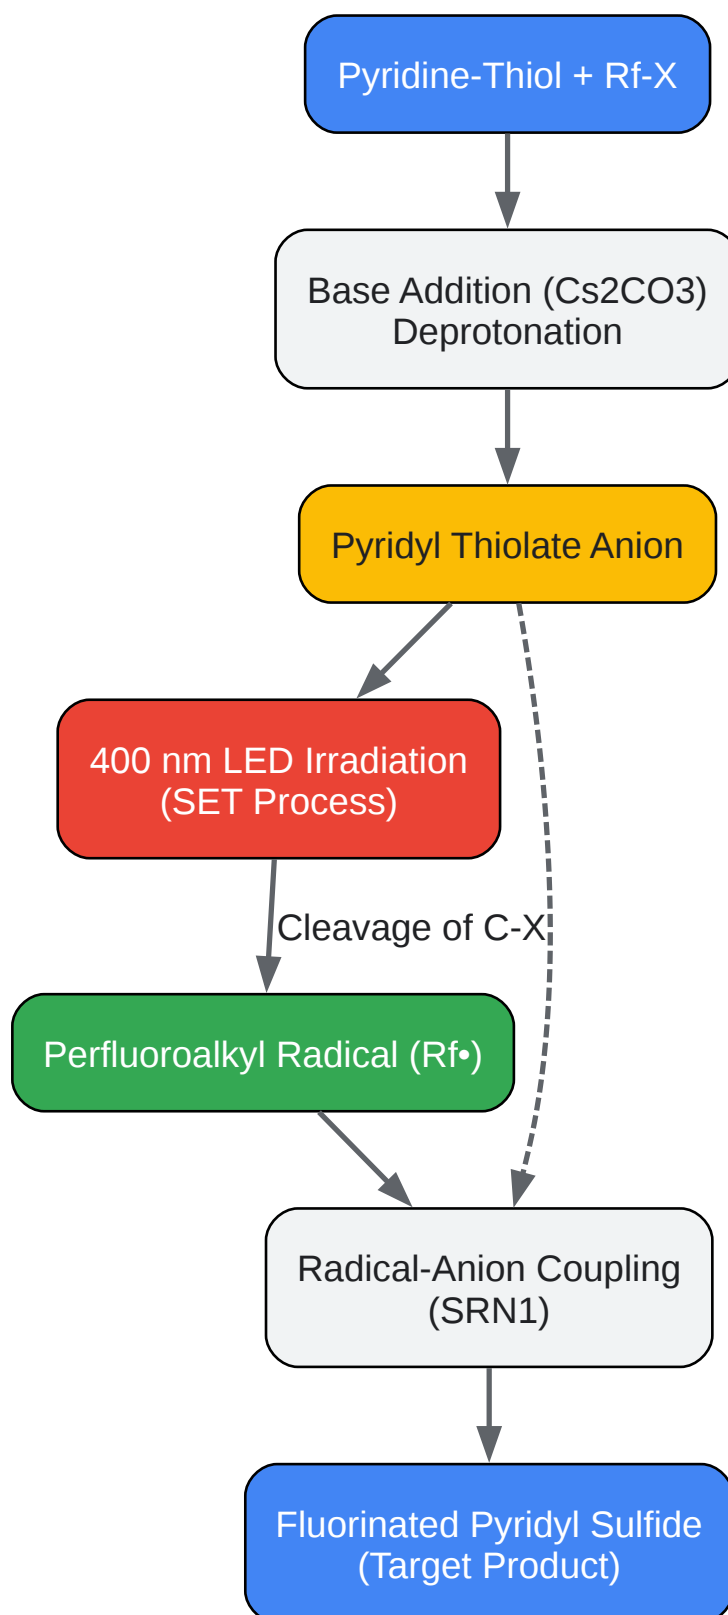 Pyridine-Thiol + Rf-X
Base Addition (Cs2CO3)
Deprotonation
Pyridyl Thiolate Anion
400 nm LED Irradiation
(SET Process)
Cleavage of C-X
Perfluoroalkyl Radical (Rf•)
Radical-Anion Coupling
(SRN1)
Fluorinated Pyridyl Sulfide
(Target Product)